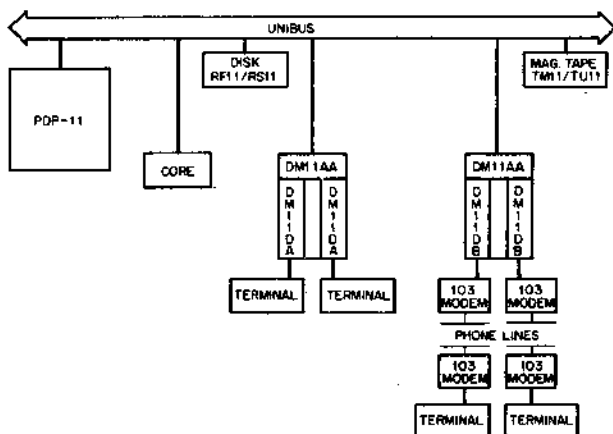 UNIBUS
DISK
RF11/RS11
MAG. TAPE
TM11/TU11
PDP-11
CORE
DM11AA
DM11AA
DM11DA
DM11DA
DM11DB
DM11DB
TERMINAL
TERMINAL
103
MODEM
103
MODEM
PHONE LINES
103
MODEM
103
MODEM
TERMINAL
TERMINAL